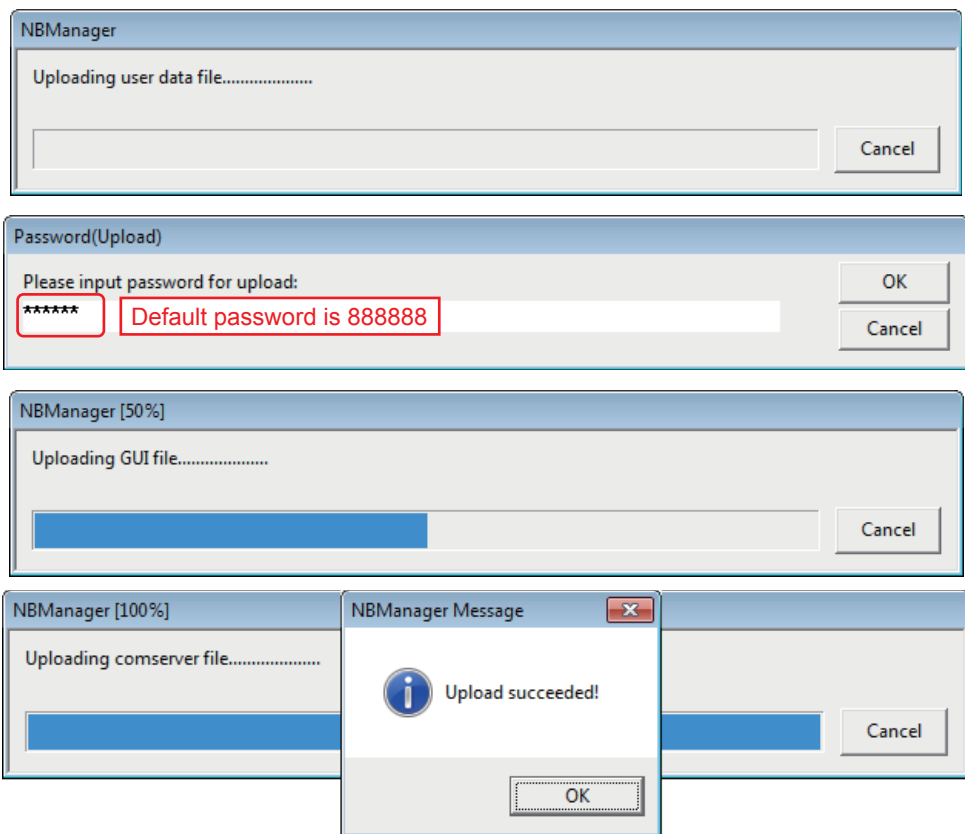 NBManager
Uploading user data file....................
Cancel
Password(Upload)
Please input password for upload:
OK
****** Default password is 888888
Cancel
NBManager [50%]
Uploading GUI file....................
Cancel
NBManager [100%]
NBManager Message
Uploading comserver file....................
Upload succeeded!
Cancel
OK